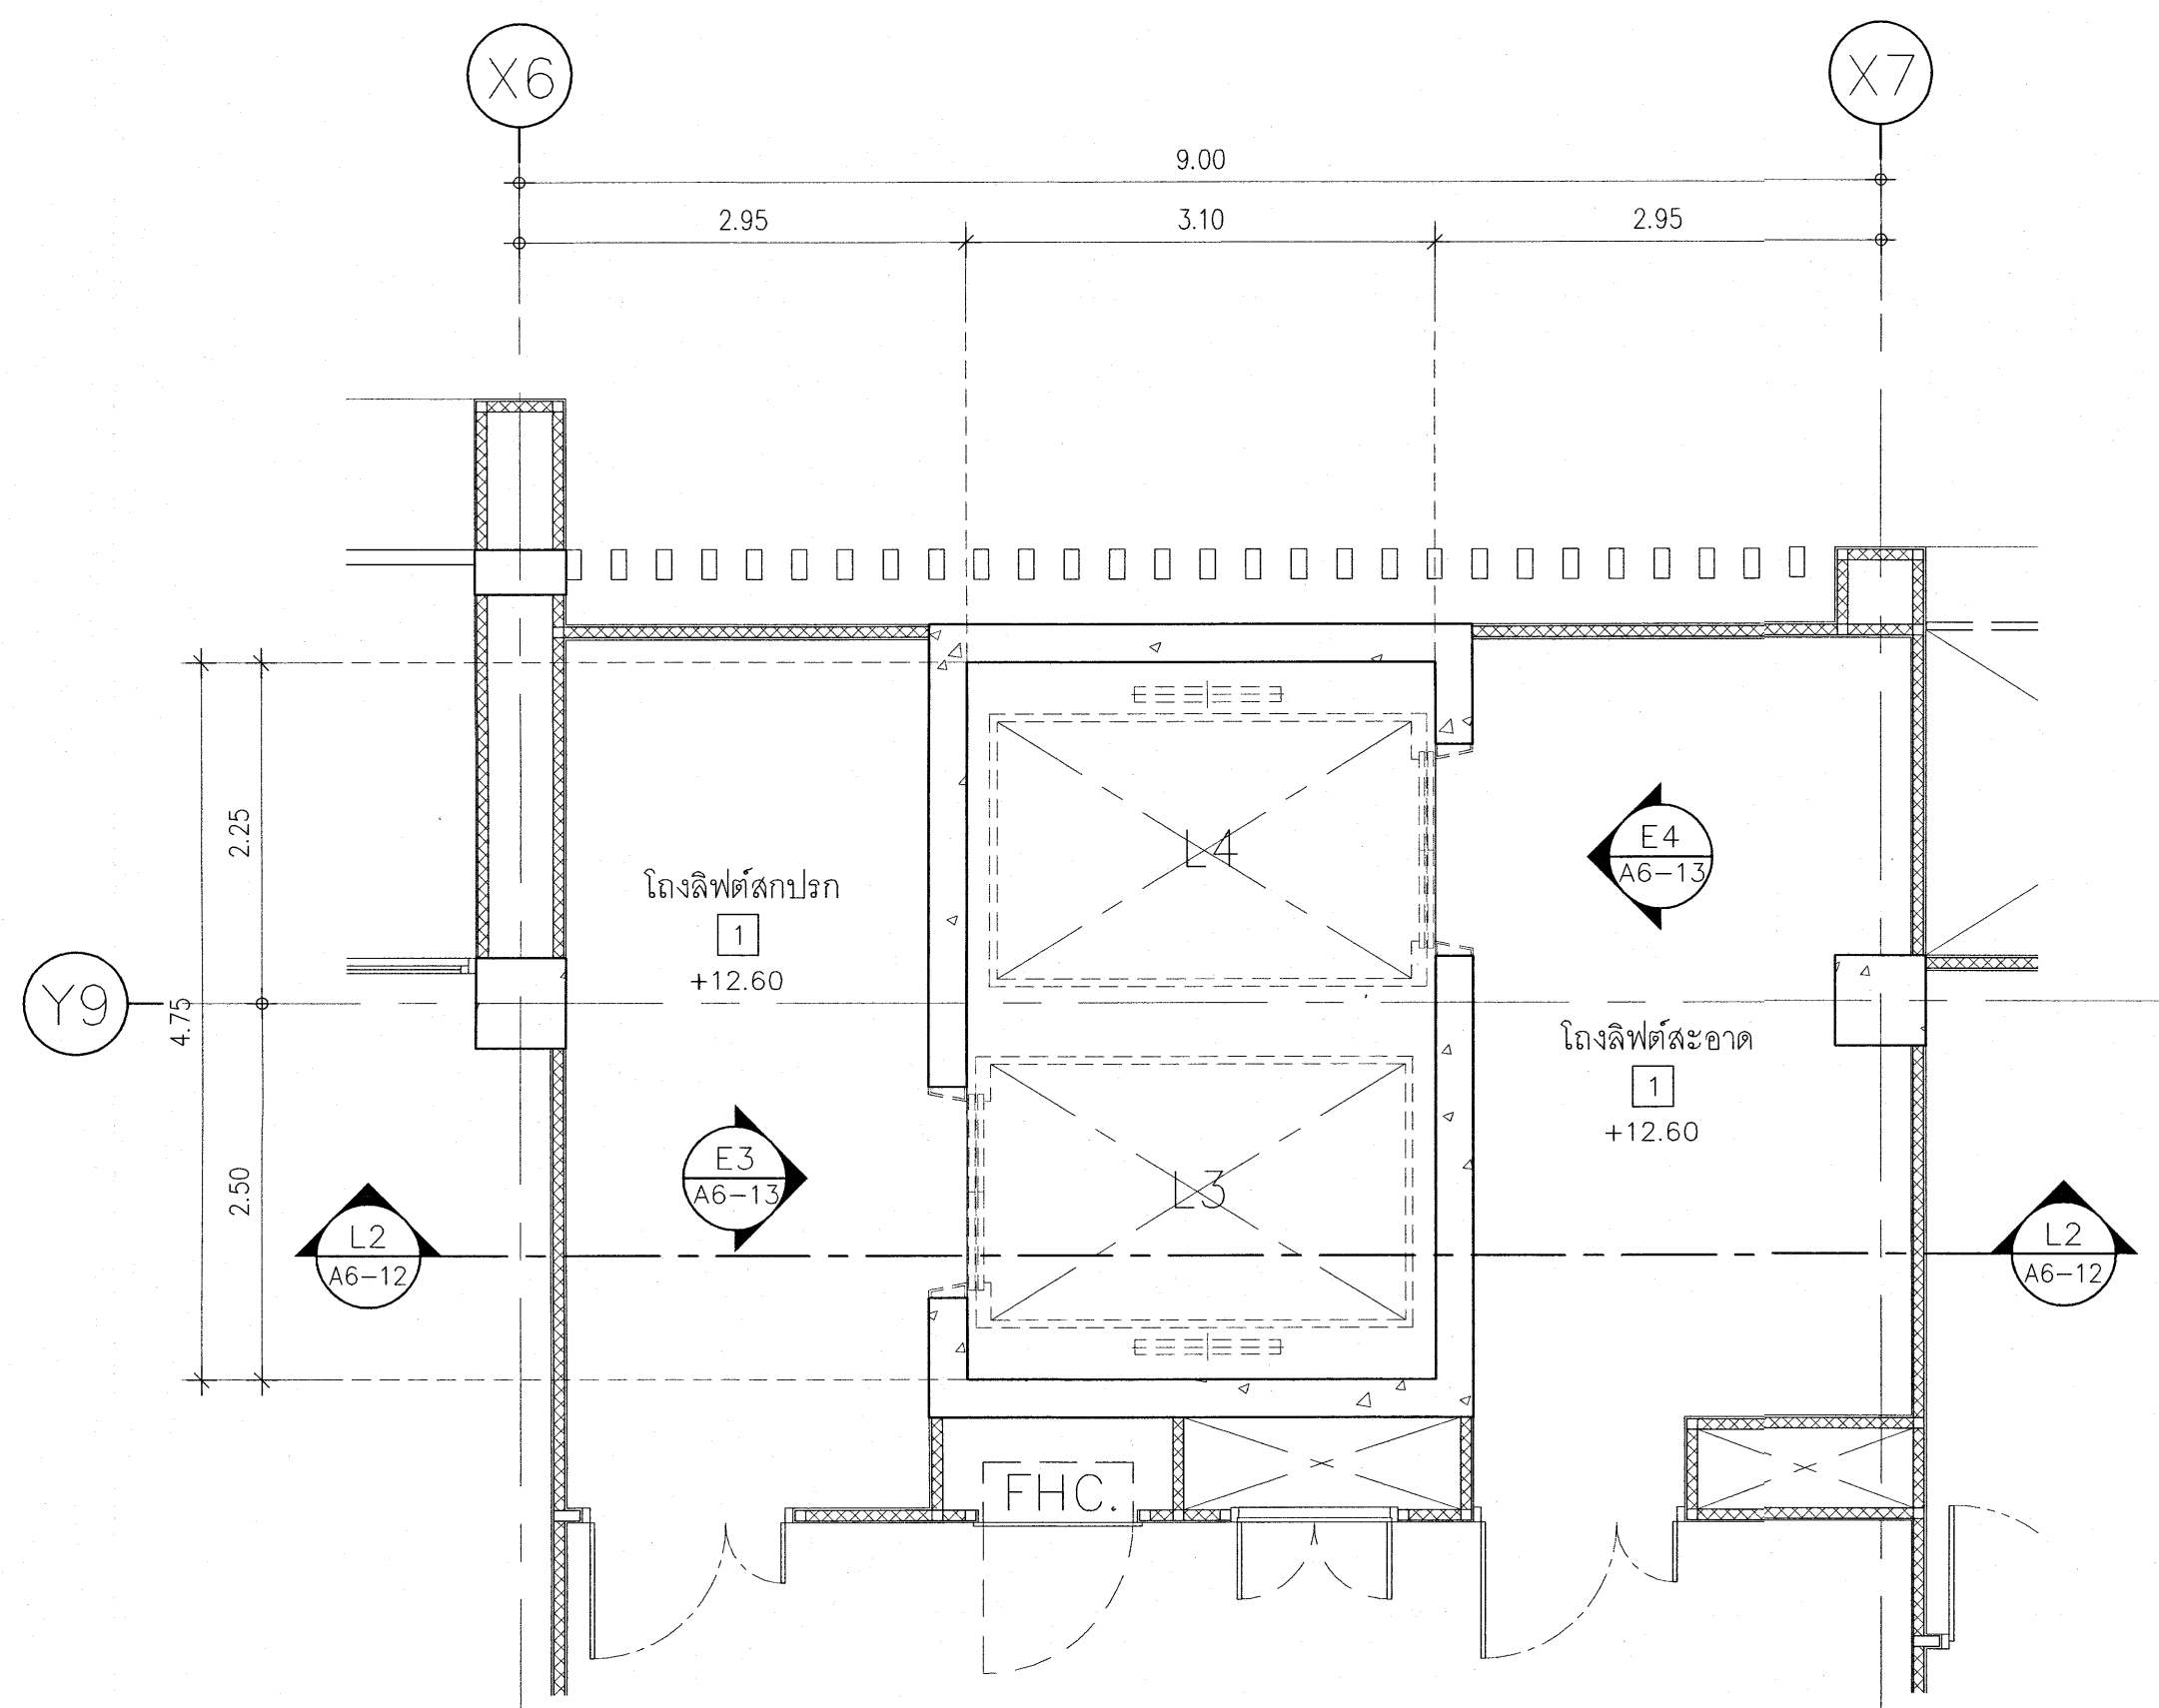 X6
X7
9.00
2.95
3.10
2.95
2.25
L4
E4
A6-13
โถงลิฟต์สกปรก
1
+12.60
Y9
4.75
โถงลิฟต์สะอาด
1
+12.60
E3
A6-13
L3
2.50
L2
A6-12
L2
A6-12
FHC.